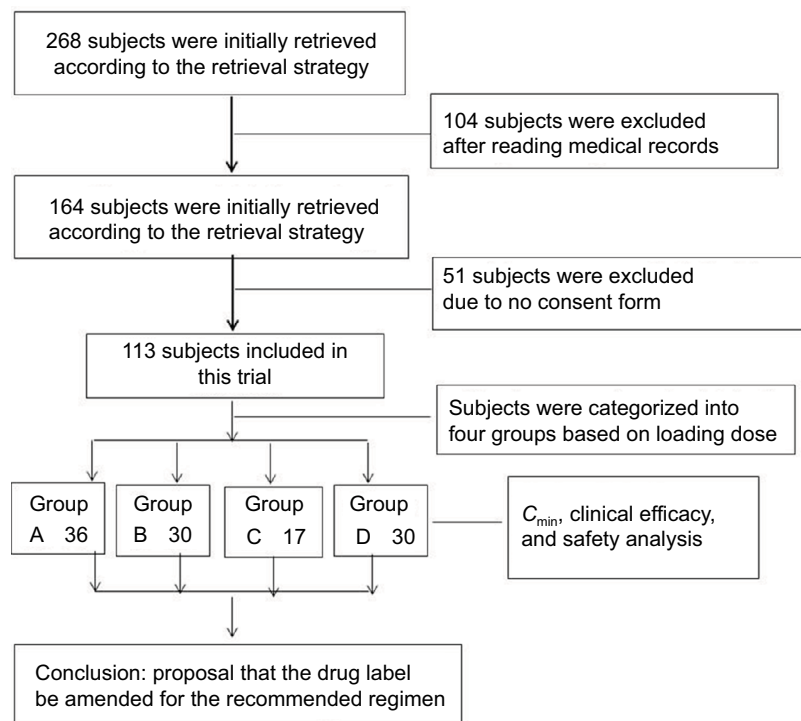 268 subjects were initially retrieved
according to the retrieval strategy
104 subjects were excluded
after reading medical records
164 subjects were initially retrieved
according to the retrieval strategy
51 subjects were excluded
due to no consent form
113 subjects included in
this trial
Subjects were categorized into
four groups based on loading dose
Group
A 36
Group
B 30
Group
C 17
Group
D 30
Cmin, clinical efficacy,
and safety analysis
Conclusion: proposal that the drug label
be amended for the recommended regimen